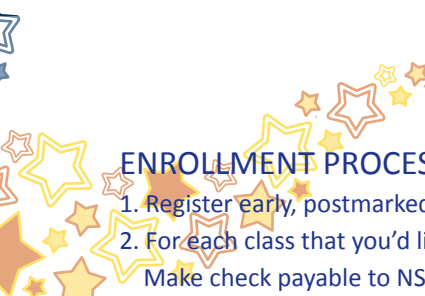 ENROLLMENT PROCES
1. Register early, postmarked
2. For each class that you'd li
Make check payable to NS